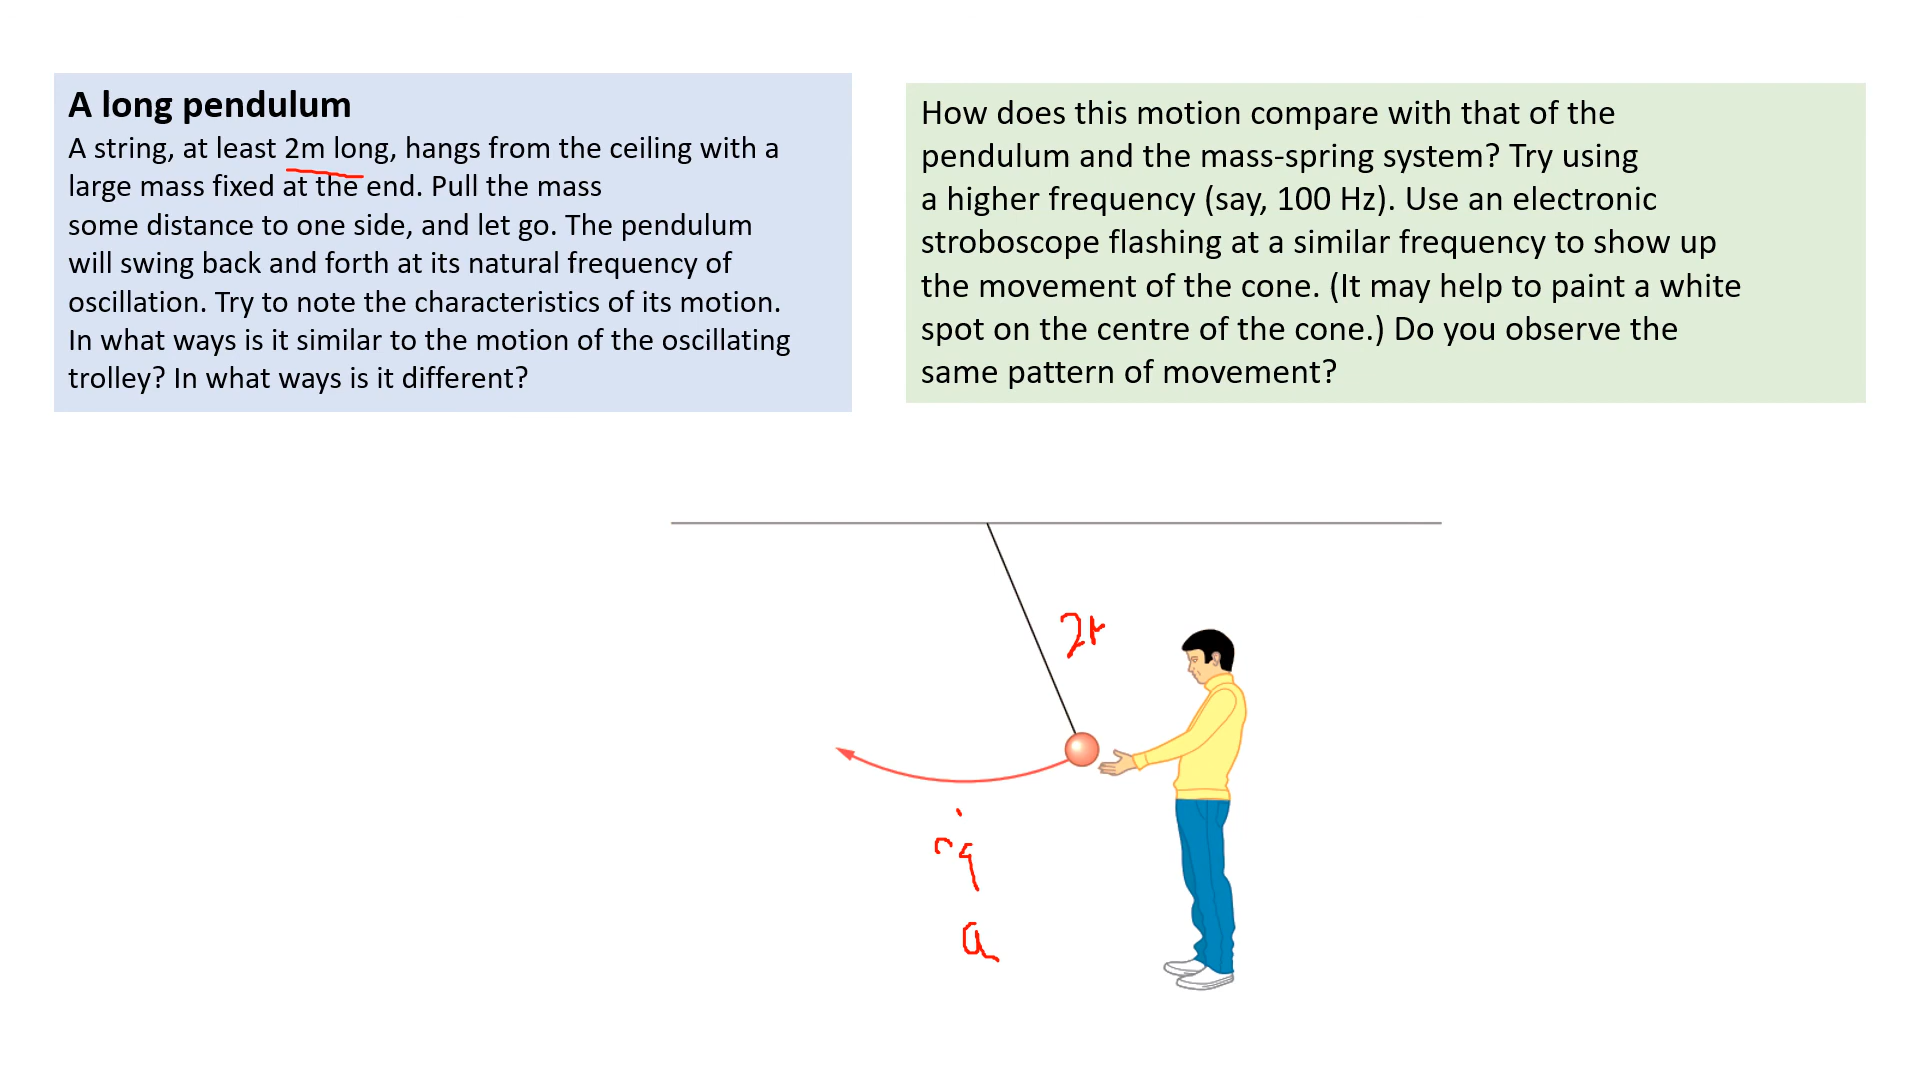 A long pendulum
A string, at least 2m long, hangs from the ceiling with a
large mass fixed at the end. Pull the mass
some distance to one side, and let go. The pendulum
will swing back and forth at its natural frequency of
oscillation. Try to note the characteristics of its motion.
In what ways is it similar to the motion of the oscillating
trolley? In what ways is it different?
How does this motion compare with that of the
pendulum and the mass-spring system? Try using
a higher frequency (say, 100 Hz). Use an electronic
stroboscope flashing at a similar frequency to show up
the movement of the cone. (It may help to paint a white
spot on the centre of the cone.) Do you observe the
same pattern of movement?
a